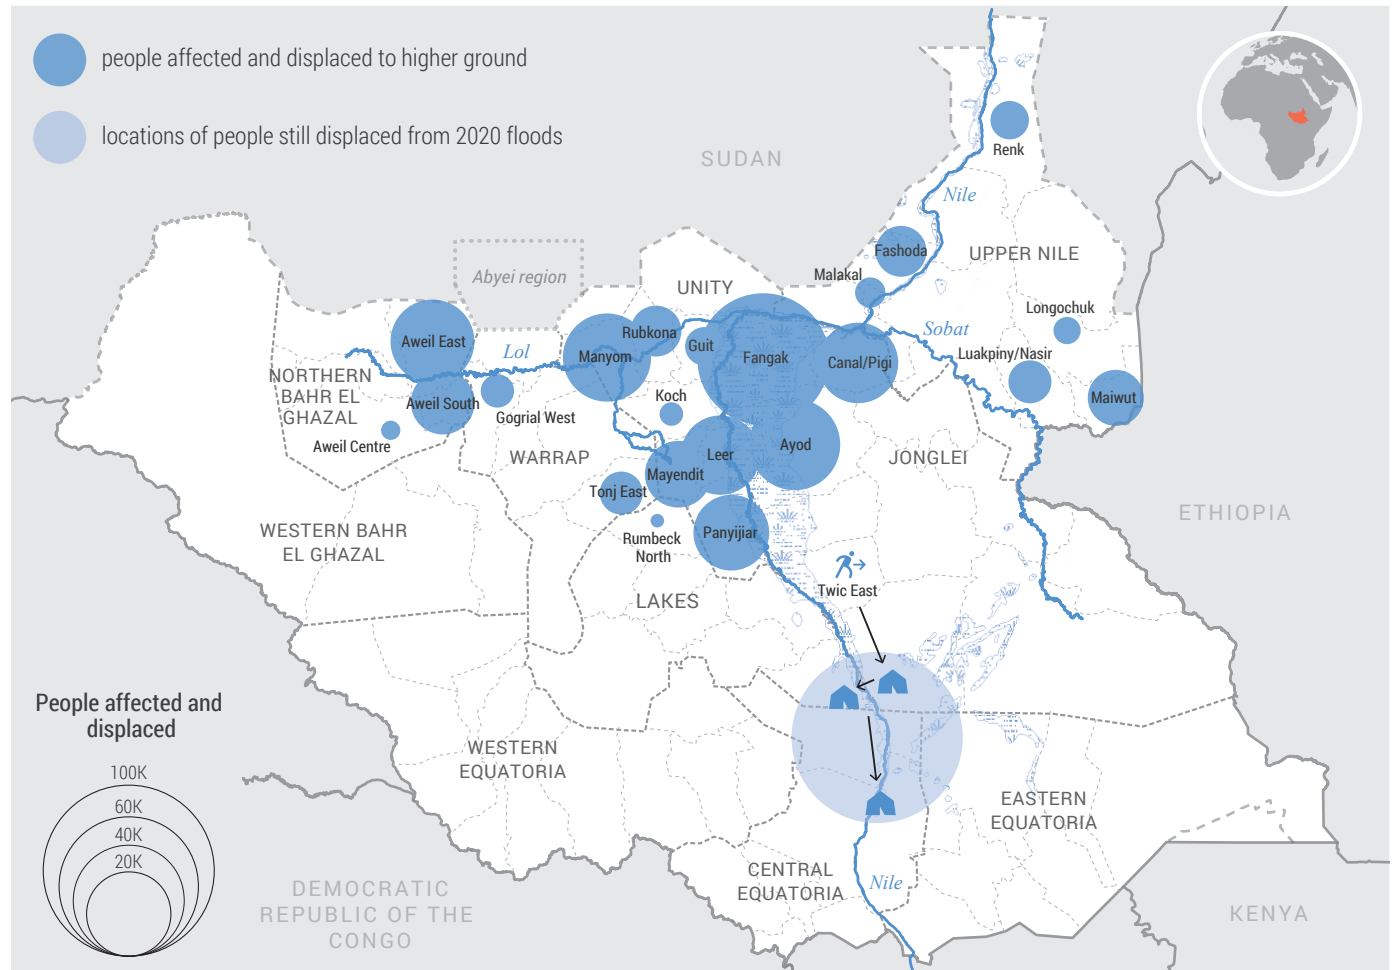 people affected and displaced to higher ground
locations of people still displaced from 2020 floods
SUDAN
Renk
Nile
Fashoda
UPPER NILE
Malakal
Abyei region
UNITY
Longochuk
Sobat
Aweil East
Lol
Rubkona
Manyom
Guit
Fangak
Canal/Pigi
Luakpiny/Nasir
Maiwut
NORTHERN
BAHR EL
GHAZAL
Aweil South
Gogrial West
Koch
Aweil Centre
WARRAP
Leer
Ayod
JONGLEI
Mayendit
Tonj East
Rumbeck
North
Panyijiar
WESTERN BAHR
EL GHAZAL
ETHIOPIA
LAKES
Twic East
People affected and
displaced
100K
60K
40K
20K
WESTERN
EQUATORIA
EASTERN
EQUATORIA
CENTRAL
EQUATORIA
Nile
DEMOCRATIC
REPUBLIC OF THE
CONGO
KENYA